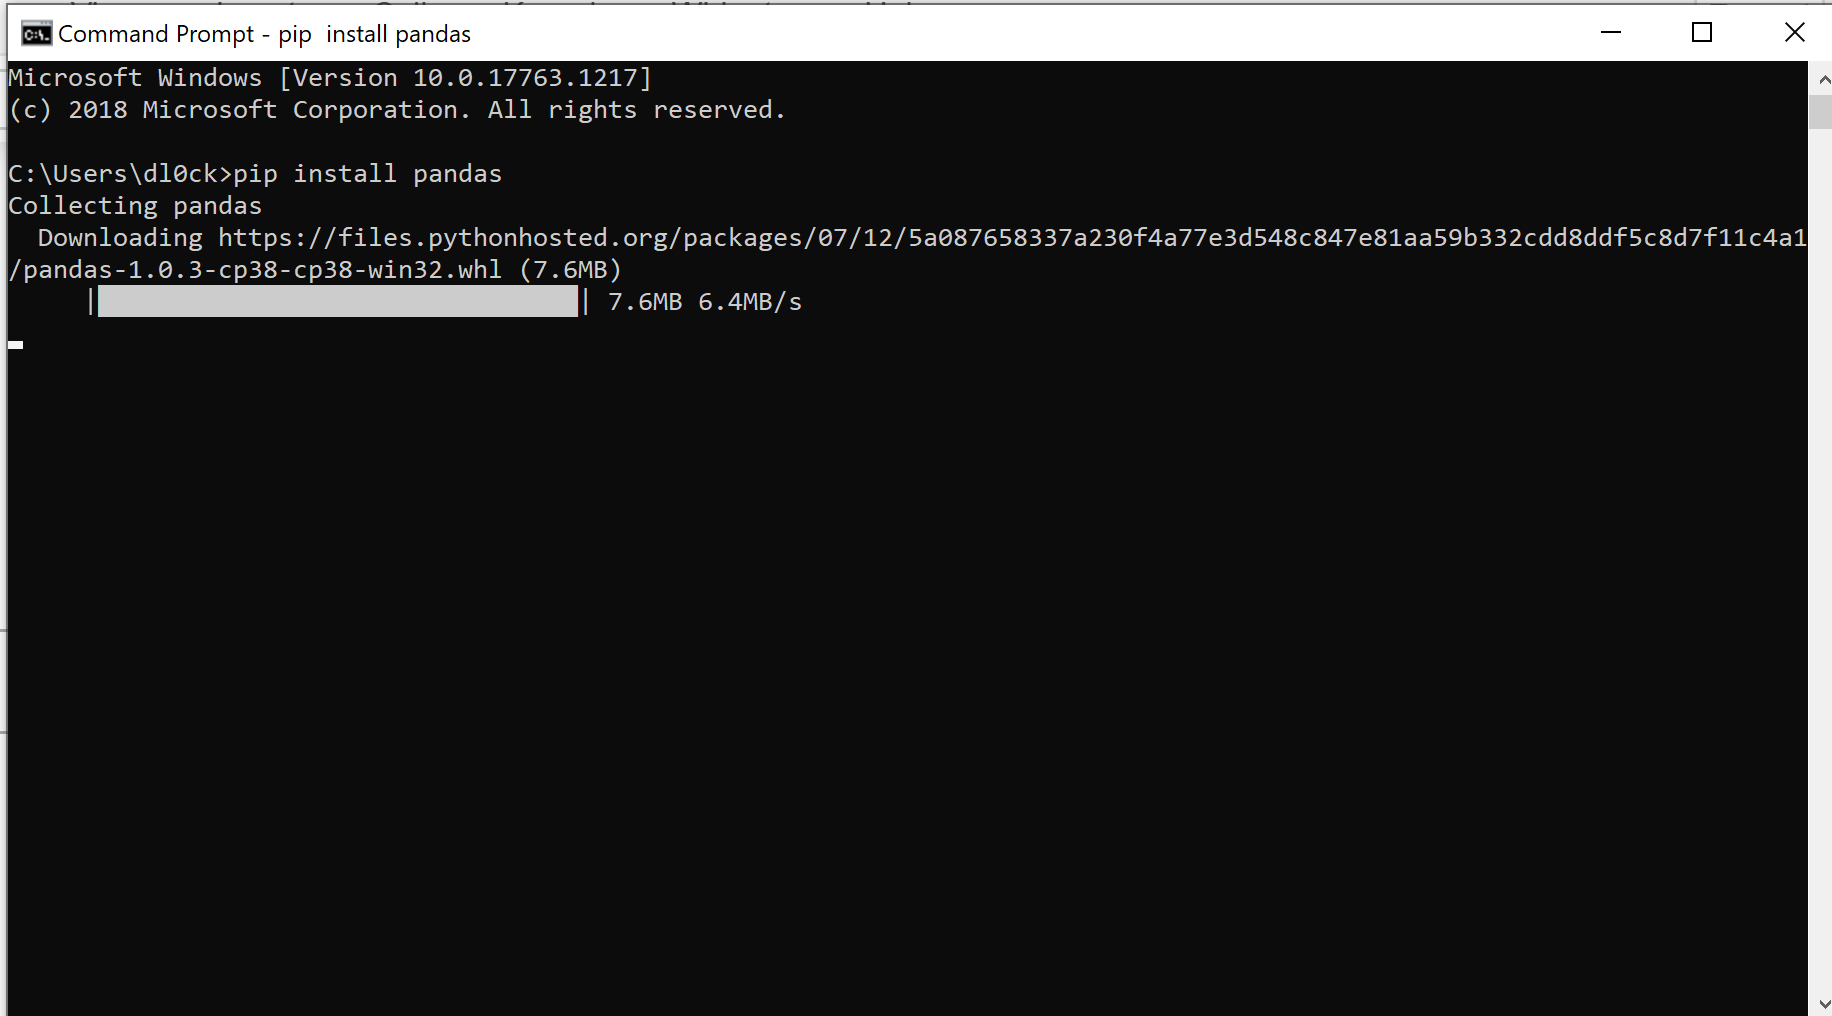 Command Prompt - pip  install pandas
Microsoft Windows [Version 10.0.17763.1217]
(c) 2018 Microsoft Corporation. All rights reserved.
C:\Users\dl0ck>pip install pandas
Collecting pandas
  Downloading https://files.pythonhosted.org/packages/07/12/5a087658337a230f4a77e3d548c847e81aa59b332cdd8ddf5c8d7f11c4a1
/pandas-1.0.3-cp38-cp38-win32.whl (7.6MB)
| | 7.6MB 6.4MB/s